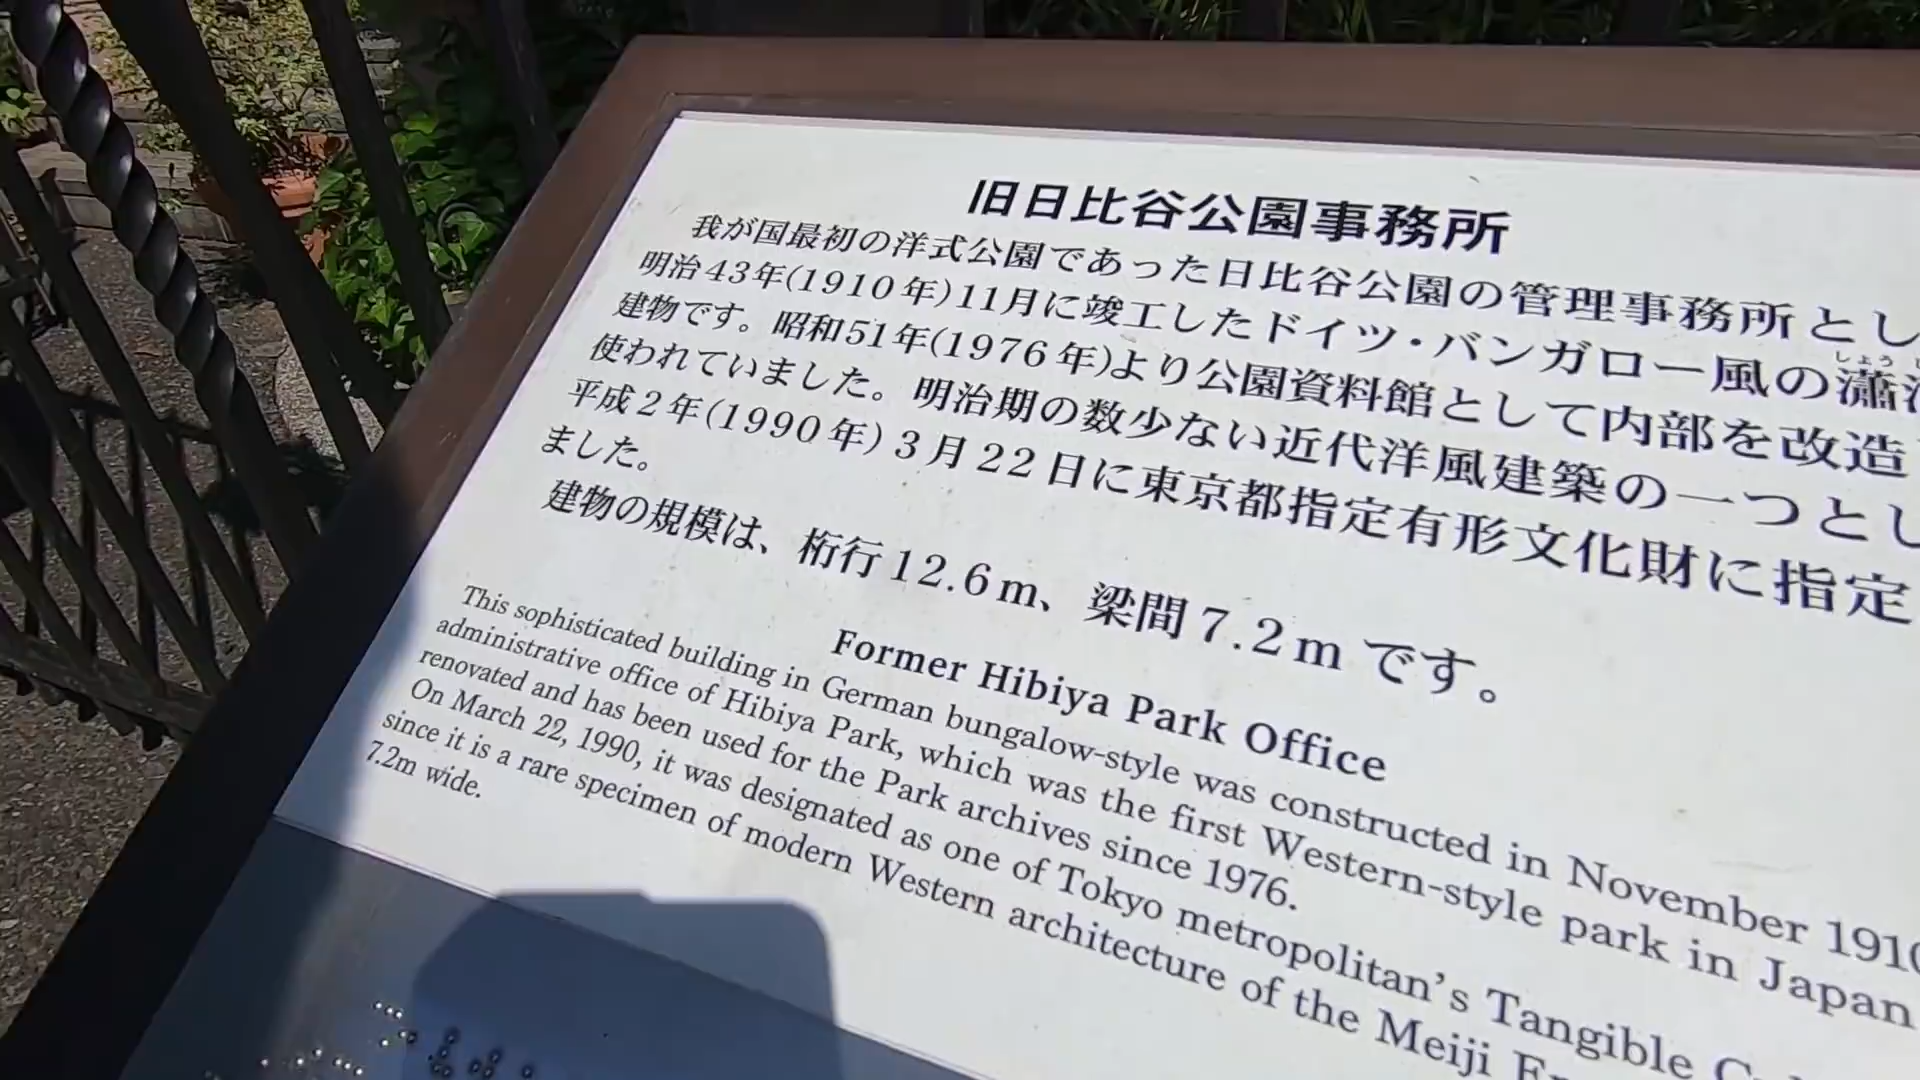 旧日比谷公園事務所
我が国最初の洋式公園であった日比谷公園の管理事務所とし
明治43年(1910年)11月に竣工したドイツ・バンガロー風の瀟
しょう
建物です。昭和51年(1976年)より公園資料館として内部を改造
使われていました。明治期の数少ない近代洋風建築の一つとし
平成2年(1990年)3月22日に東京都指定有形文化財に指定
ました。
建物の規模は、桁行12.6m、梁間7.2mです。
Former Hibiya Park Office
This sophisticated building in German bungalow-style was constructed in November 1910
administrative office of Hibiya Park, which was the first Western-style park in Japan
renovated and has been used for the Park archives since 1976.
On March 22, 1990, it was designated as one of Tokyo metropolitan's Tangible
since it is a rare specimen of modern Western architecture of the Meiji
7.2m wide.